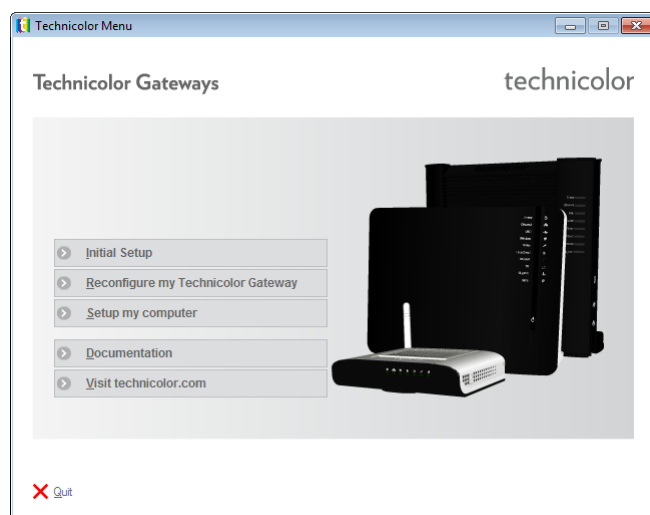 Technicolor Menu
Technicolor Gateways
technicolor
Initial Setup
Reconfigure my Technicolor Gateway
Setup my computer
Documentation
Visit technicolor.com
Quit